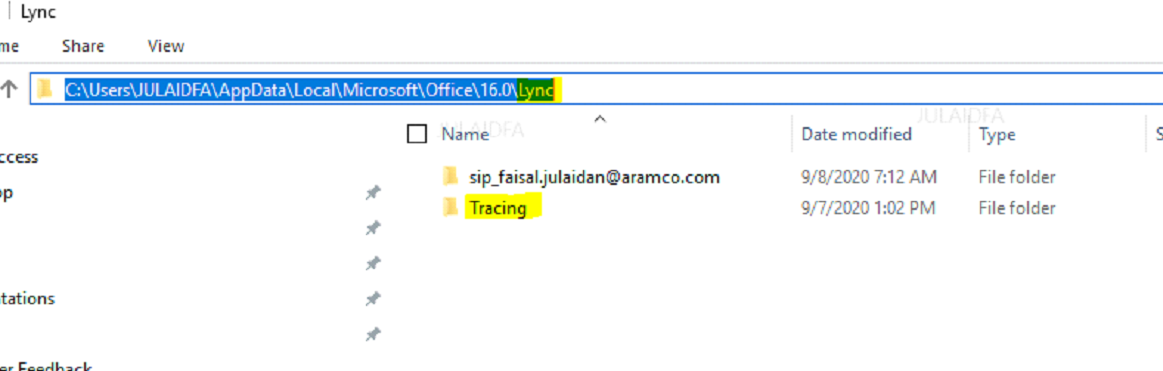 Lync
me Share View
C:\Users\JULAIDFA\AppData\Local\Microsoft\Office\16.0\Lync
JULAIDFA JULAIDFA
Name Date modified Type S
ccess
sip_faisal.julaidan@aramco.com 9/8/2020 7:12 AM File folder
op
Tracing 9/7/2020 1:02 PM File folder
tations
er Feedback